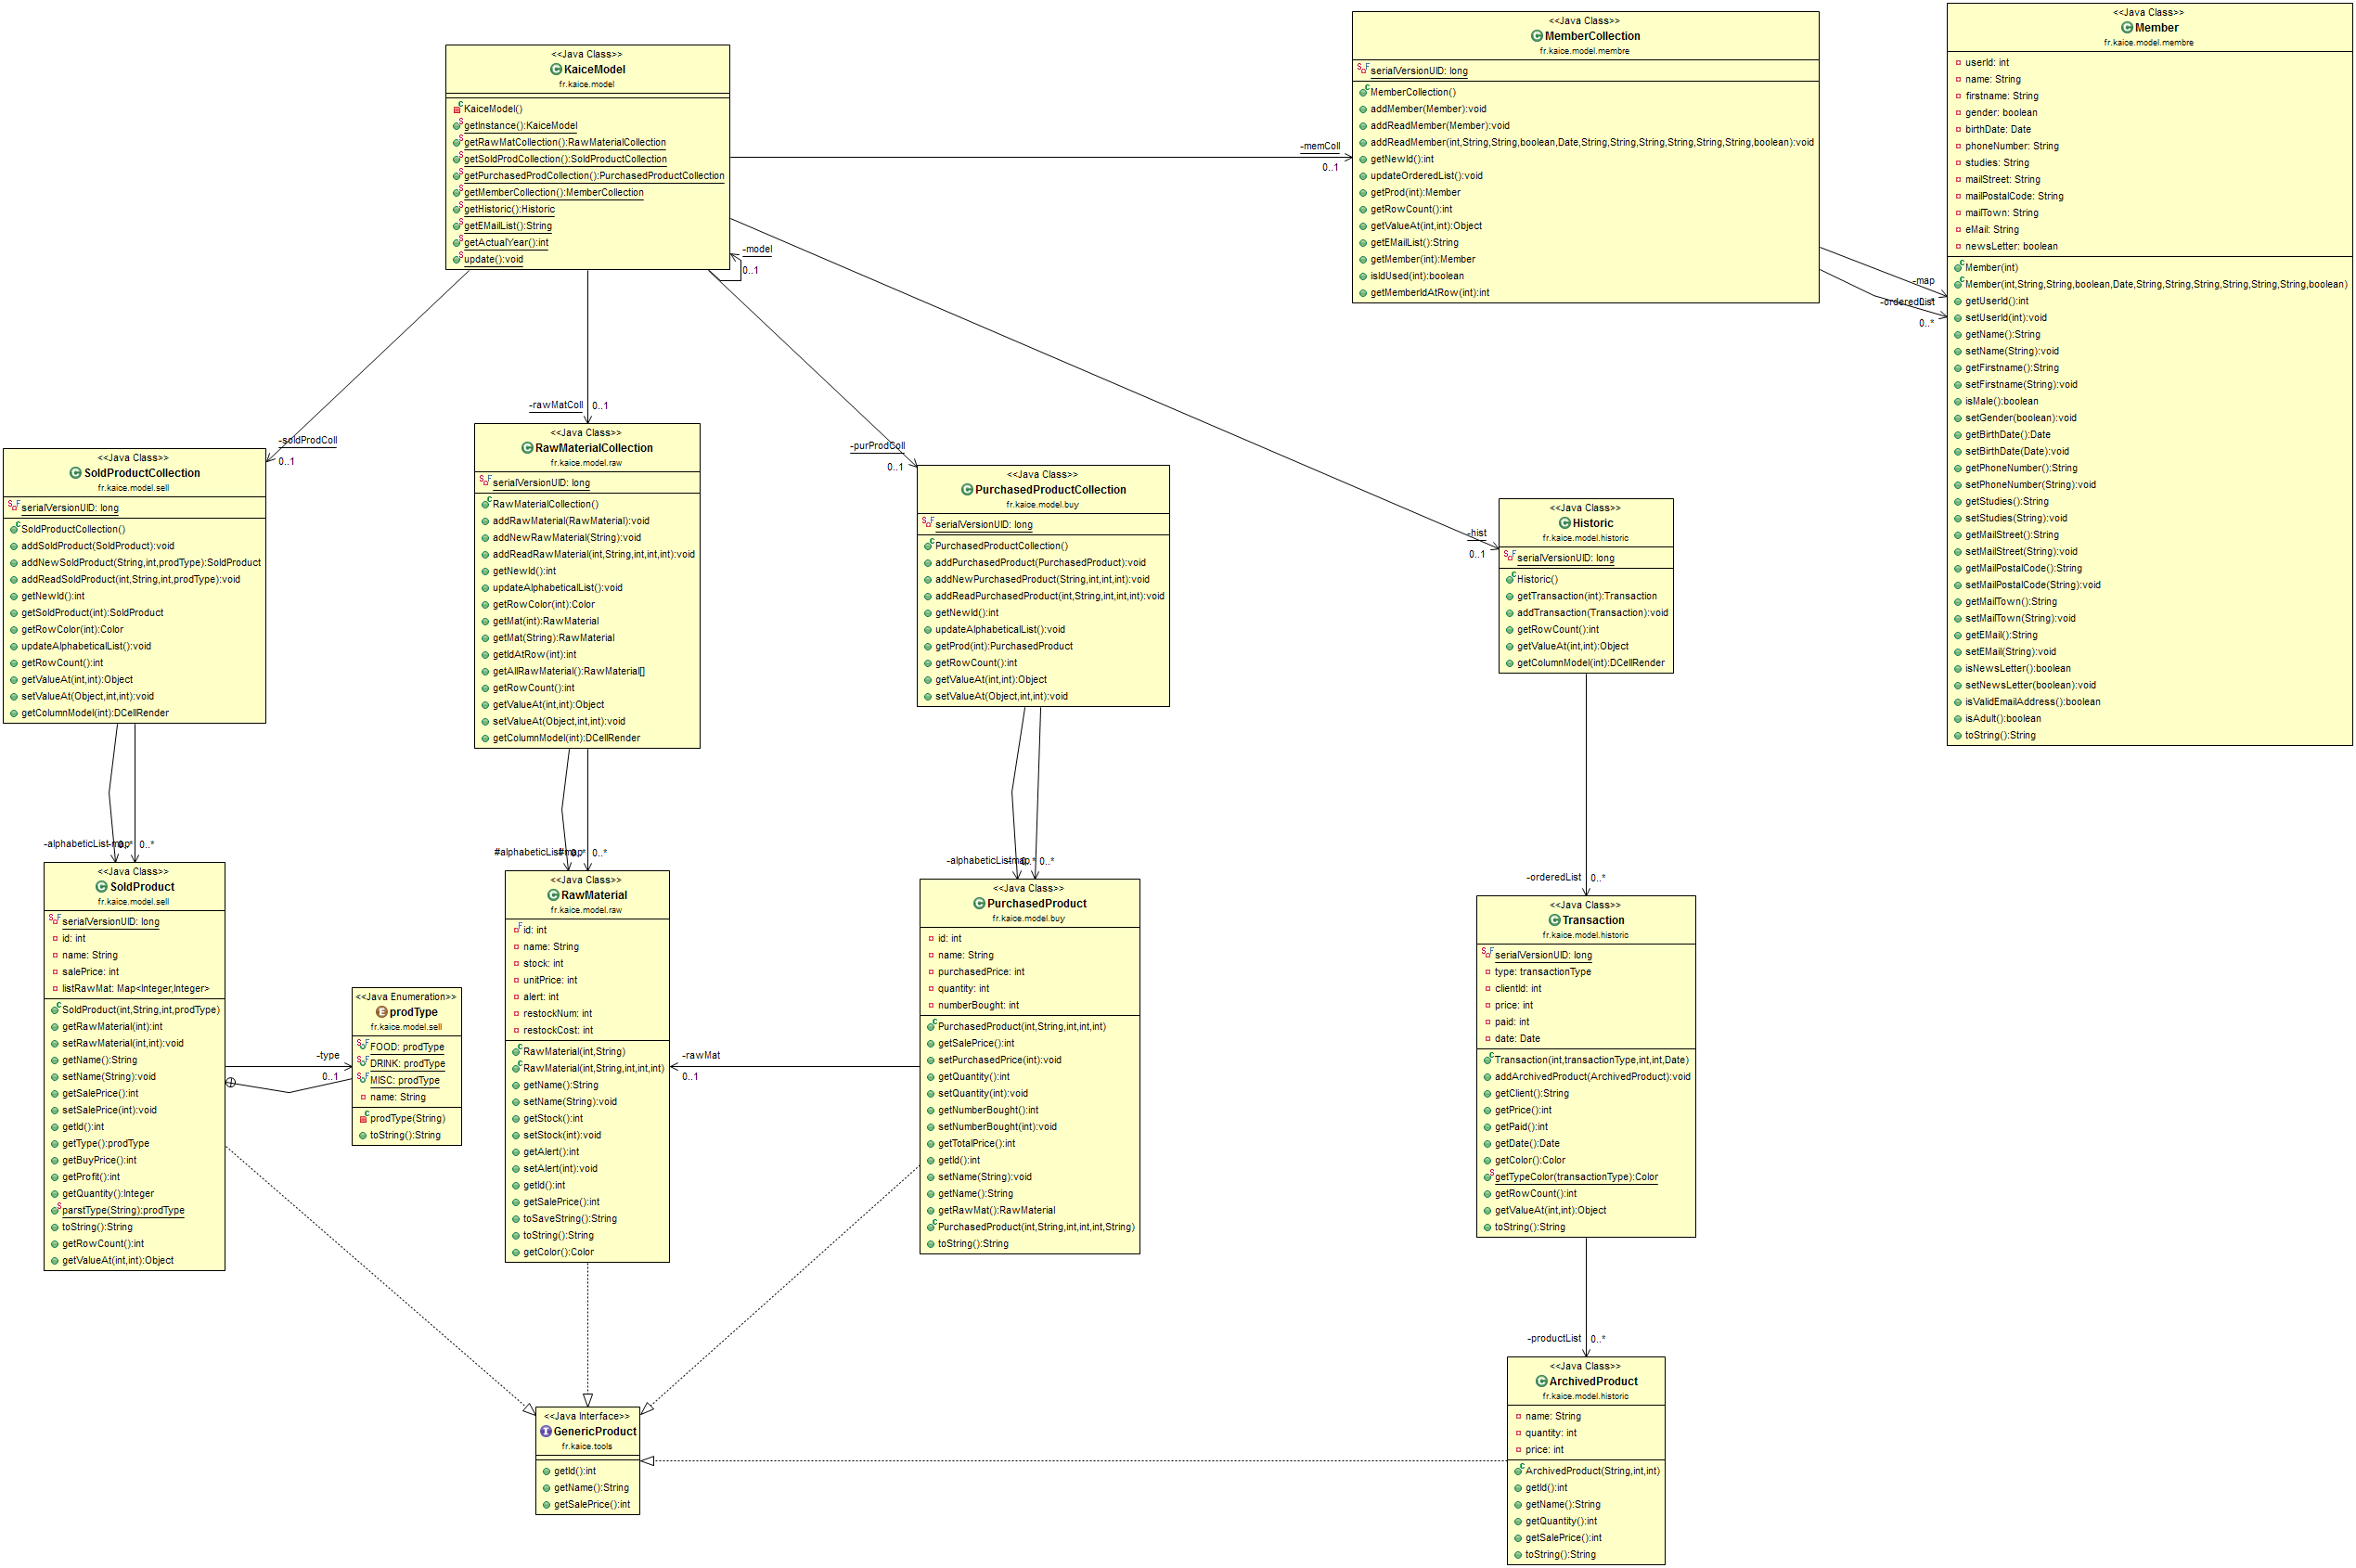 <<Java Class>>
KaiceModel
fr.kaice.model
KaiceModel()
getInstance():KaiceModel
getRawMatCollection():RawMaterialCollection
getSoldProdCollection():SoldProductCollection
getPurchasedProdCollection():PurchasedProductCollection
getMemberCollection():MemberCollection
getHistoric():Historic
getEMailList():String
getActualYear():int
update():void
-model
0..1
-memColl
0..1
<<Java Class>>
MemberCollection
fr.kaice.model.membre
serialVersionUID: long
MemberCollection()
addMember(Member):void
addReadMember(Member):void
addReadMember(int,String,String,boolean,Date,String,String,String,String,String,String,boolean):void
getNewId():int
updateOrderedList():void
getProd(int):Member
getRowCount():int
getValueAt(int,int):Object
getEMailList():String
getMember(int):Member
isIdUsed(int):boolean
getMemberIdAtRow(int):int
-map
-orderedList
0..*
<<Java Class>>
Member
fr.kaice.model.membre
userId: int
name: String
firstname: String
gender: boolean
birthDate: Date
phoneNumber: String
studies: String
mailStreet: String
mailPostalCode: String
mailTown: String
eMail: String
newsLetter: boolean
Member(int)
Member(int,String,String,boolean,Date,String,String,String,String,String,String,boolean)
getUserId():int
setUserId(int):void
getName():String
setName(String):void
getFirstname():String
setFirstname(String):void
isMale():boolean
setGender(boolean):void
getBirthDate():Date
setBirthDate(Date):void
getPhoneNumber():String
setPhoneNumber(String):void
getStudies():String
setStudies(String):void
getMailStreet():String
setMailStreet(String):void
getMailPostalCode():String
setMailPostalCode(String):void
getMailTown():String
setMailTown(String):void
getEMail():String
setEMail(String):void
isNewsLetter():boolean
setNewsLetter(boolean):void
isValidEmailAddress():boolean
isAdult():boolean
toString():String
-soldProdColl
0..1
<<Java Class>>
SoldProductCollection
fr.kaice.model.sell
serialVersionUID: long
SoldProductCollection()
addSoldProduct(SoldProduct):void
addNewSoldProduct(String,int,prodType):SoldProduct
addReadSoldProduct(int,String,int,prodType):void
getNewId():int
getSoldProduct(int):SoldProduct
getRowColor(int):Color
updateAlphabeticalList():void
getRowCount():int
getValueAt(int,int):Object
setValueAt(Object,int,int):void
getColumnModel(int):DCellRender
-rawMatColl
0..1
<<Java Class>>
RawMaterialCollection
fr.kaice.model.raw
serialVersionUID: long
RawMaterialCollection()
addRawMaterial(RawMaterial):void
addNewRawMaterial(String):void
addReadRawMaterial(int,String,int,int,int):void
getNewId():int
updateAlphabeticalList():void
getRowColor(int):Color
getMat(int):RawMaterial
getMat(String):RawMaterial
getIdAtRow(int):int
getAllRawMaterial():RawMaterial[]
getRowCount():int
getValueAt(int,int):Object
setValueAt(Object,int,int):void
getColumnModel(int):DCellRender
-purProdColl
0..1
<<Java Class>>
PurchasedProductCollection
fr.kaice.model.buy
serialVersionUID: long
PurchasedProductCollection()
addPurchasedProduct(PurchasedProduct):void
addNewPurchasedProduct(String,int,int,int):void
addReadPurchasedProduct(int,String,int,int,int):void
getNewId():int
updateAlphabeticalList():void
getProd(int):PurchasedProduct
getRowCount():int
getValueAt(int,int):Object
setValueAt(Object,int,int):void
-hist
0..1
<<Java Class>>
Historic
fr.kaice.model.historic
serialVersionUID: long
Historic()
getTransaction(int):Transaction
addTransaction(Transaction):void
getRowCount():int
getValueAt(int,int):Object
getColumnModel(int):DCellRender
-alphabeticList
-map
0..*
0..*
<<Java Class>>
SoldProduct
fr.kaice.model.sell
serialVersionUID: long
id: int
name: String
salePrice: int
listRawMat: Map<Integer,Integer>
SoldProduct(int,String,int,prodType)
getRawMaterial(int):int
setRawMaterial(int,int):void
getName():String
setName(String):void
getSalePrice():int
setSalePrice(int):void
getId():int
getType():prodType
getBuyPrice():int
getProfit():int
getQuantity():Integer
parstType(String):prodType
toString():String
getRowCount():int
getValueAt(int,int):Object
-type
0..1
<<Java Enumeration>>
prodType
fr.kaice.model.sell
FOOD: prodType
DRINK: prodType
MISC: prodType
name: String
prodType(String)
toString():String
#alphabeticList
#map
0..*
0..*
<<Java Class>>
RawMaterial
fr.kaice.model.raw
id: int
name: String
stock: int
unitPrice: int
alert: int
restockNum: int
restockCost: int
RawMaterial(int,String)
RawMaterial(int,String,int,int,int)
getName():String
setName(String):void
getStock():int
setStock(int):void
getAlert():int
setAlert(int):void
getId():int
getSalePrice():int
toSaveString():String
toString():String
getColor():Color
-rawMat
0..1
-alphabeticList
-map
0..*
0..*
<<Java Class>>
PurchasedProduct
fr.kaice.model.buy
id: int
name: String
purchasedPrice: int
quantity: int
numberBought: int
PurchasedProduct(int,String,int,int,int)
getSalePrice():int
setPurchasedPrice(int):void
getQuantity():int
setQuantity(int):void
getNumberBought():int
setNumberBought(int):void
getTotalPrice():int
getId():int
setName(String):void
getName():String
getRawMat():RawMaterial
PurchasedProduct(int,String,int,int,int,String)
toString():String
-orderedList
0..*
<<Java Class>>
Transaction
fr.kaice.model.historic
serialVersionUID: long
type: transactionType
clientId: int
price: int
paid: int
date: Date
Transaction(int,transactionType,int,int,Date)
addArchivedProduct(ArchivedProduct):void
getClient():String
getPrice():int
getPaid():int
getDate():Date
getColor():Color
getTypeColor(transactionType):Color
getRowCount():int
getValueAt(int,int):Object
toString():String
-productList
0..*
<<Java Class>>
ArchivedProduct
fr.kaice.model.historic
name: String
quantity: int
price: int
ArchivedProduct(String,int,int)
getId():int
getName():String
getQuantity():int
getSalePrice():int
toString():String
<<Java Interface>>
GenericProduct
fr.kaice.tools
getId():int
getName():String
getSalePrice():int